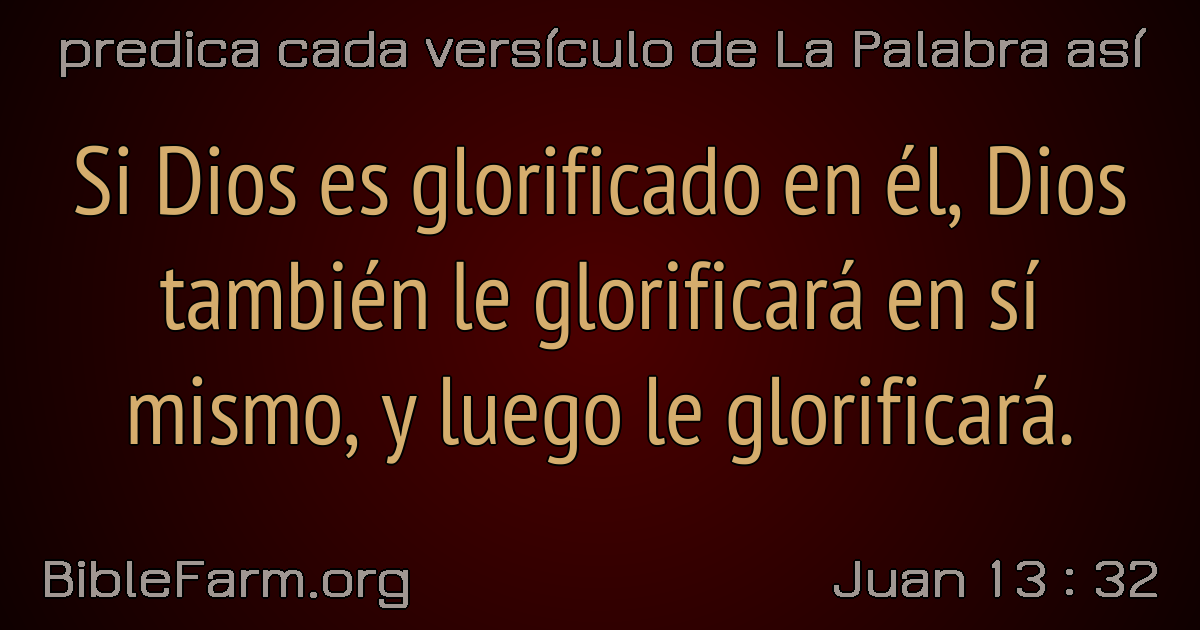 predica cada versículo de La Palabra así
Si Dios es glorificado en él, Dios
también le glorificará en sí
mismo, y luego le glorificará.
BibleFarm.org
Juan 13 : 32